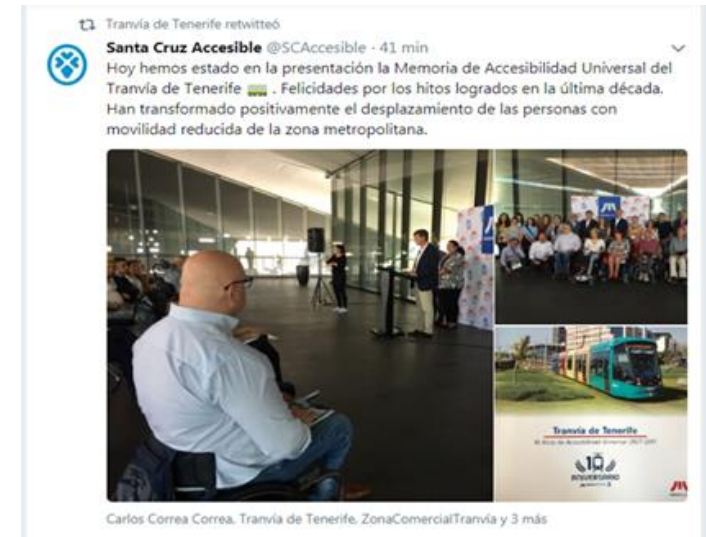 Tranvía de Tenerife retwitteó
Santa Cruz Accesible @SCAccesible · 41 min
Hoy hemos estado en la presentación la Memoria de Accesibilidad Universal del
Tranvía de Tenerife 🚃 . Felicidades por los hitos logrados en la última década.
Han transformado positivamente el desplazamiento de las personas con
movilidad reducida de la zona metropolitana.
Tranvía de Tenerife
10
ANIVERSARIO
Carlos Correa Correa, Tranvía de Tenerife, ZonaComercialTranvía y 3 más